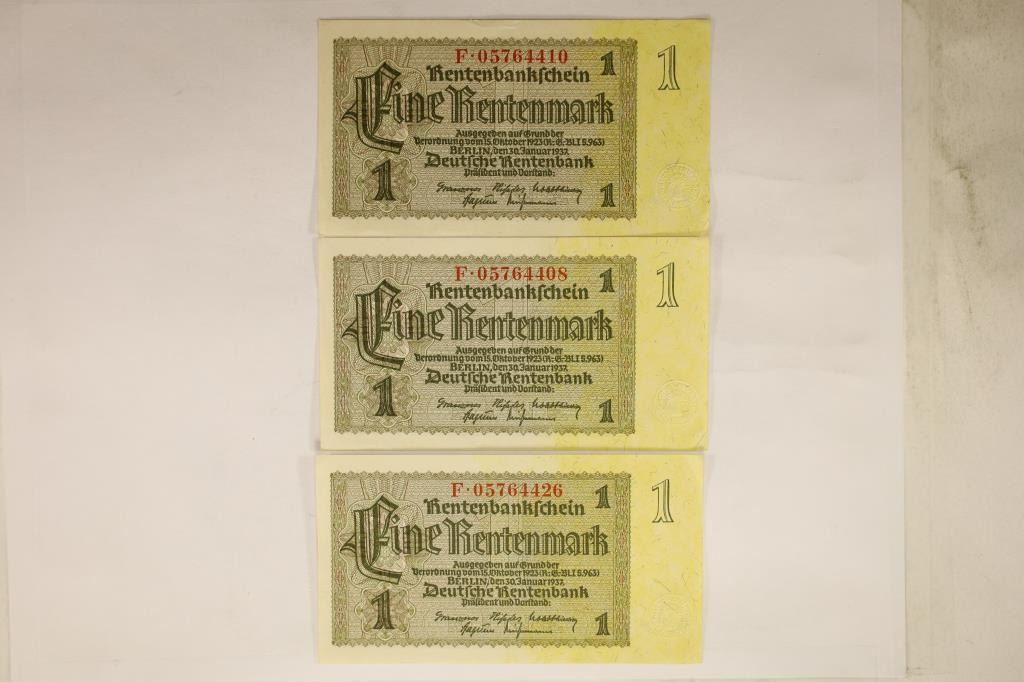 F·05764410
Rentenbankschein 1
1
Eine Rentenmark
Ausgegeben auf Grund der
Verordnung vom 15. Oktober 1923 (R.-G.-Bl. I S. 963)
BERLIN, den 30. Januar 1937.
Deutsche Rentenbank
Präsident und Vorstand:
1
1
F·05764408
Rentenbankschein 1
1
Eine Rentenmark
Ausgegeben auf Grund der
Verordnung vom 15. Oktober 1923 (R.-G.-Bl. I S. 963)
BERLIN, den 30. Januar 1937.
Deutsche Rentenbank
Präsident und Vorstand:
1
1
F·05764426
Rentenbankschein 1
1
Eine Rentenmark
Ausgegeben auf Grund der
Verordnung vom 15. Oktober 1923 (R.-G.-Bl. I S. 963)
BERLIN, den 30. Januar 1937.
Deutsche Rentenbank
Präsident und Vorstand:
1
1